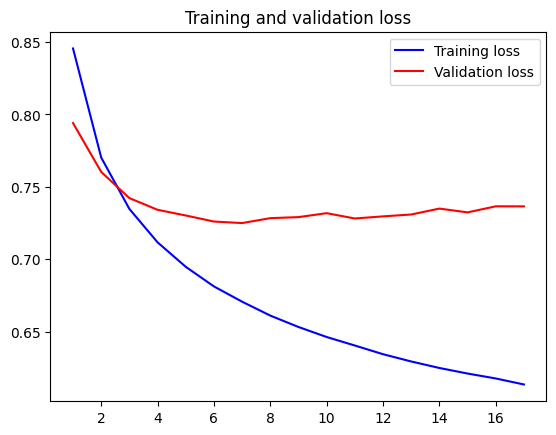 Training and validation loss
0.85
Training loss
Validation loss
0.80
0.75
0.70
0.65
2 4 6 8 10 12 14 16